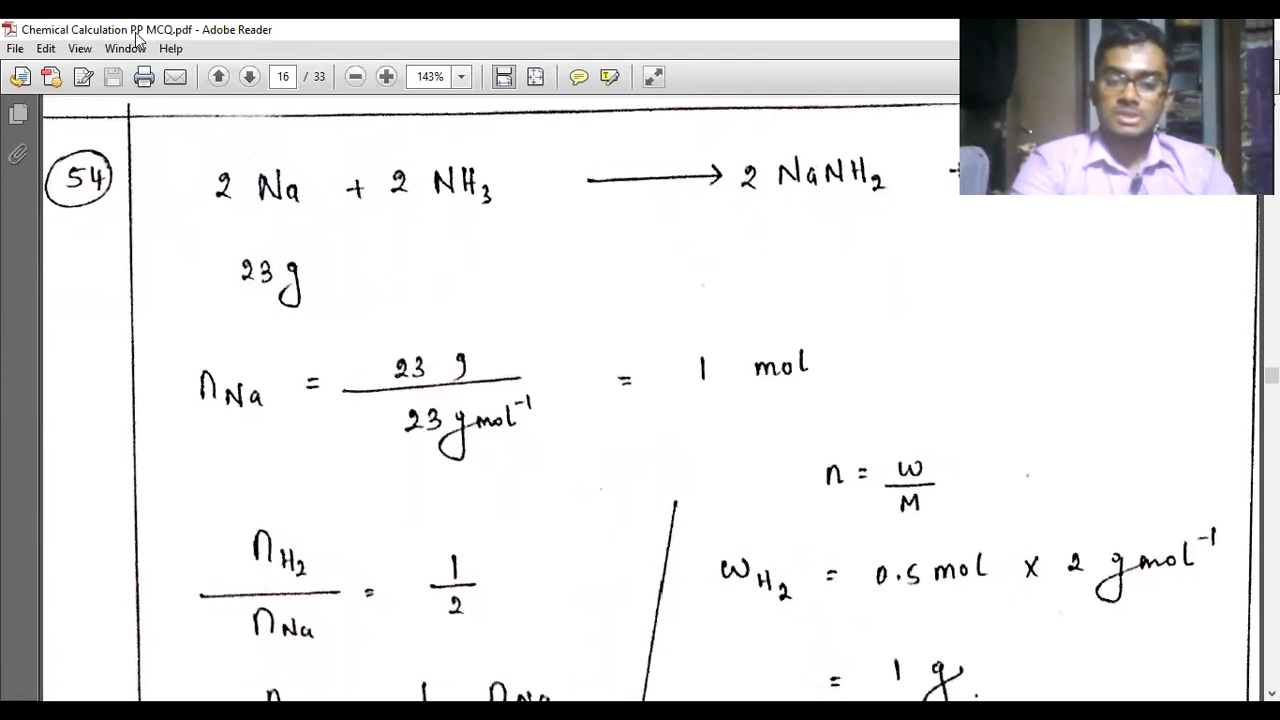 Chemical Calculation PP MCQ.pdf - Adobe Reader
File Edit View Window Help
16 / 33 143%
54
2 Na + 2 NH3 ⟶ 2 NaNH2 +
23 g
nNa = 23 g / 23 g mol⁻¹ = 1 mol
n = w / M
nH2 / nNa = 1 / 2
wH2 = 0.5 mol x 2 g mol⁻¹
= 1 g.